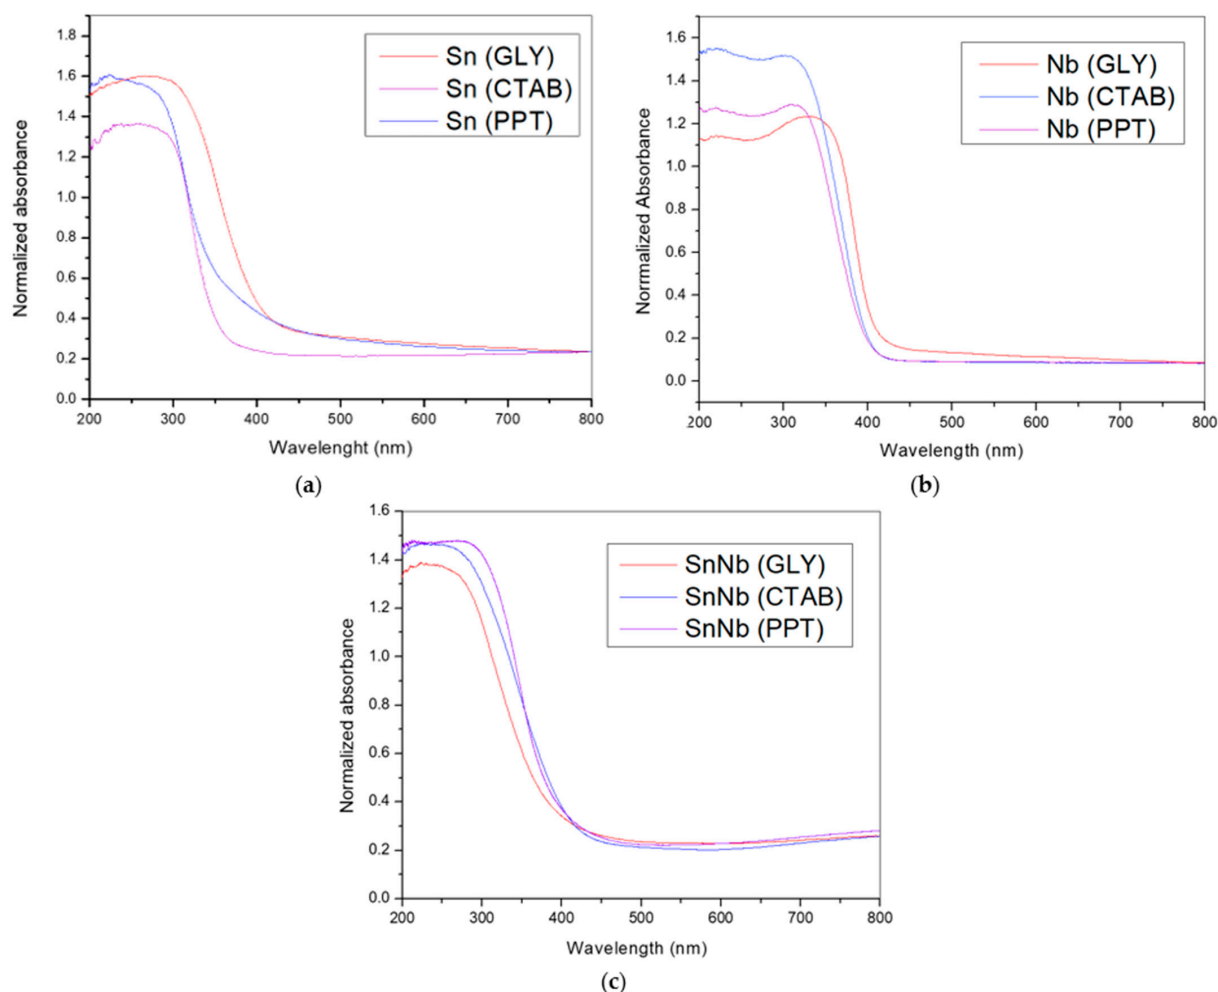 1.8
1.6
1.4
1.2
1.0
0.8
0.6
0.4
0.2
0.0
Normalized absorbance
Sn (GLY)
Sn (CTAB)
Sn (PPT)
200 300 400 500 600 700 800
Wavelenght (nm)
(a)
1.6
1.4
1.2
1.0
0.8
0.6
0.4
0.2
0.0
Norrmalized Absorbance
Nb (GLY)
Nb (CTAB)
Nb (PPT)
200 300 400 500 600 700 800
Wavelength (nm)
(b)
1.6
1.4
1.2
1.0
0.8
0.6
0.4
0.2
0.0
Normalized absorbance
SnNb (GLY)
SnNb (CTAB)
SnNb (PPT)
200 300 400 500 600 700 800
Wavelength (nm)
(c)